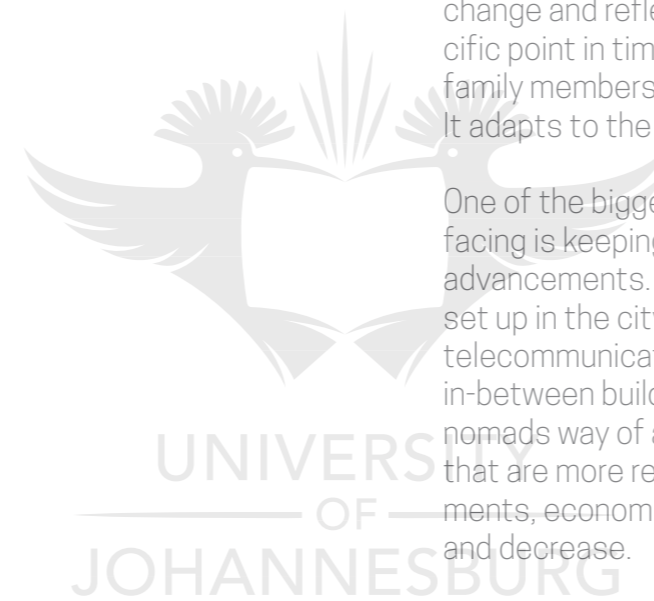 change and refle
cific point in tim
family members
It adapts to the
One of the bigge
facing is keeping
advancements.
set up in the city
telecommunicat
in-between build
nomads way of a
that are more re
ments, econom
and decrease.
UNIVERSITY
OF
JOHANNESBURG